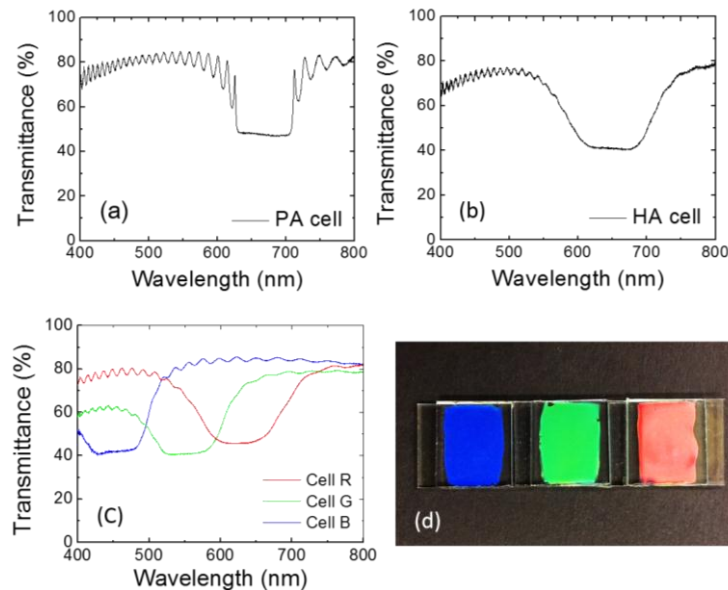 Transmittance (%)
100
80
60
40
20
0
(a)
PA cell
400 500 600 700 800
Wavelength (nm)
Transmittance (%)
100
80
60
40
20
0
(b)
HA cell
400 500 600 700 800
Wavelength (nm)
Transmittance (%)
100
80
60
40
20
0
(C)
Cell R
Cell G
Cell B
400 500 600 700 800
Wavelength (nm)
(d)